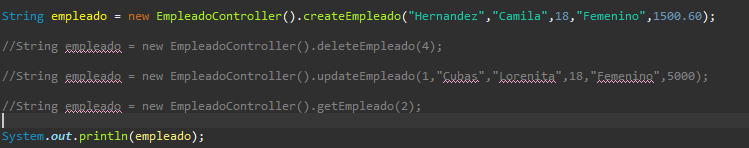 String empleado = new EmpleadoController().createEmpleado("Hernandez","Camila",18,"Femenino",1500.60);
//String empleado = new EmpleadoController().deleteEmpleado(4);
//String empleado = new EmpleadoController().updateEmpleado(1,"Cubas","Lorenita",18,"Femenino",5000);
//String empleado = new EmpleadoController().getEmpleado(2);
System.out.println(empleado);